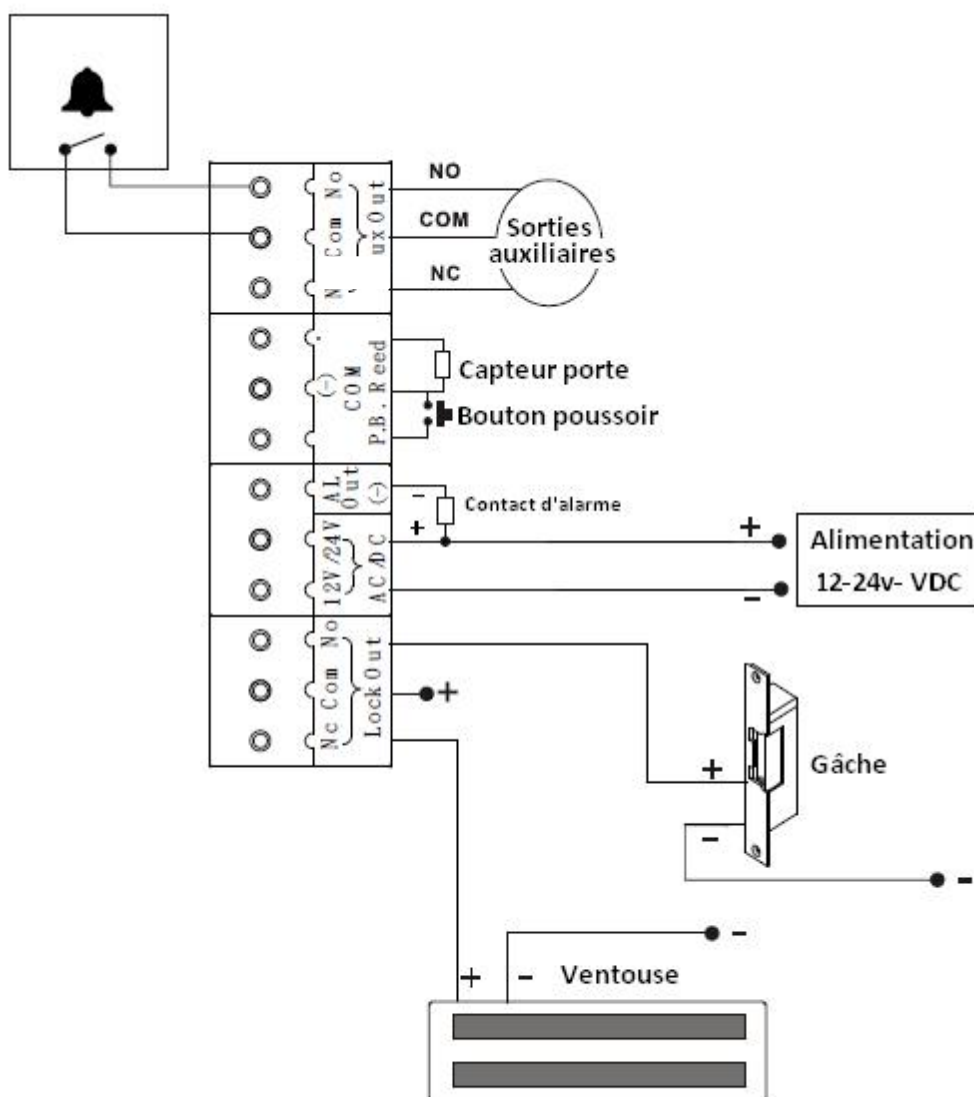 NO
COM
NC
Sorties
auxiliaires
Com No
ux Out
N
Capteur porte
Bouton poussoir
(-)
COM
P.B. Reed
AL
Out
(-)
-
+
Contact d'alarme
12V/24V
AC/DC
+
-
Alimentation
12-24v- VDC
Nc Com No
Lock Out
+
+
-
Gâche
-
-
+
-
Ventouse